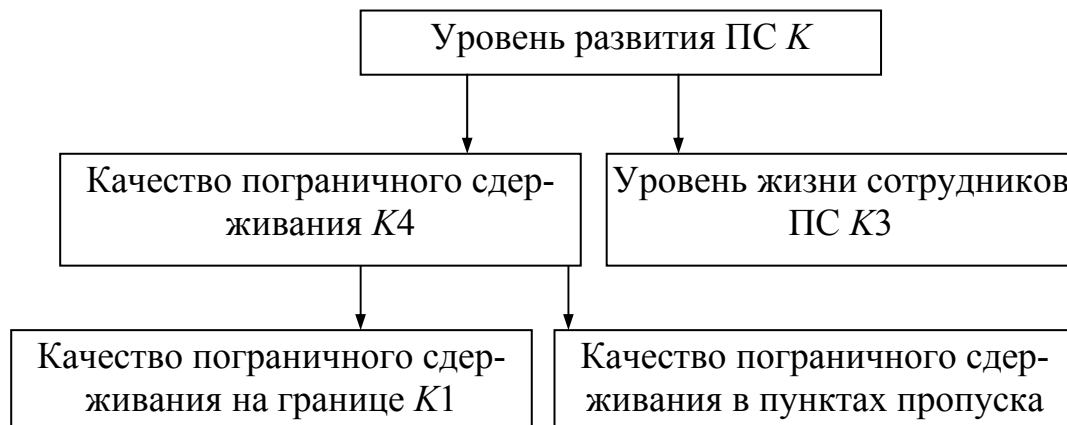 Уровень развития ПС K
Качество пограничного сдер-
живания K4
Уровень жизни сотрудников
ПС K3
Качество пограничного сдер-
живания на границе K1
Качество пограничного сдер-
живания в пунктах пропуска